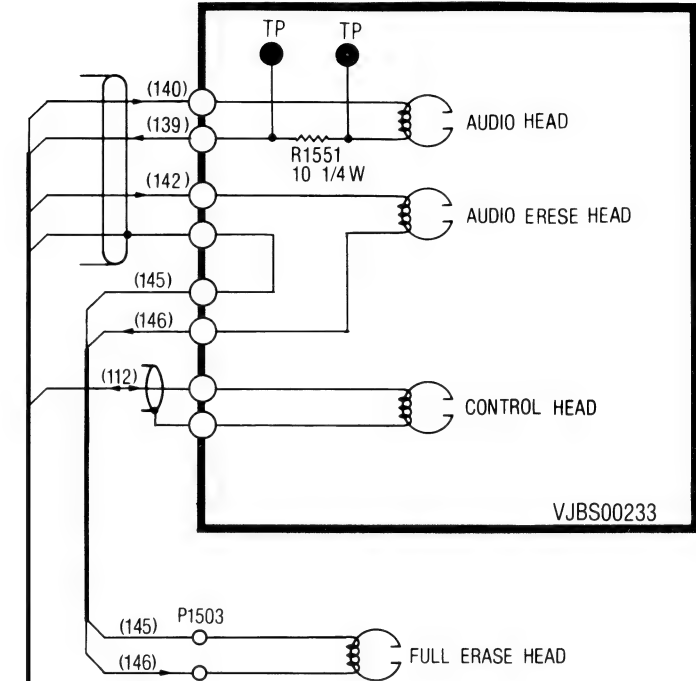 TP TP
(140)
AUDIO HEAD
(139)
R1551
10 1/4W
(142)
AUDIO ERESE HEAD
(145)
(146)
(112)
CONTROL HEAD
VJBS00233
(145) P1503
FULL ERASE HEAD
(146)